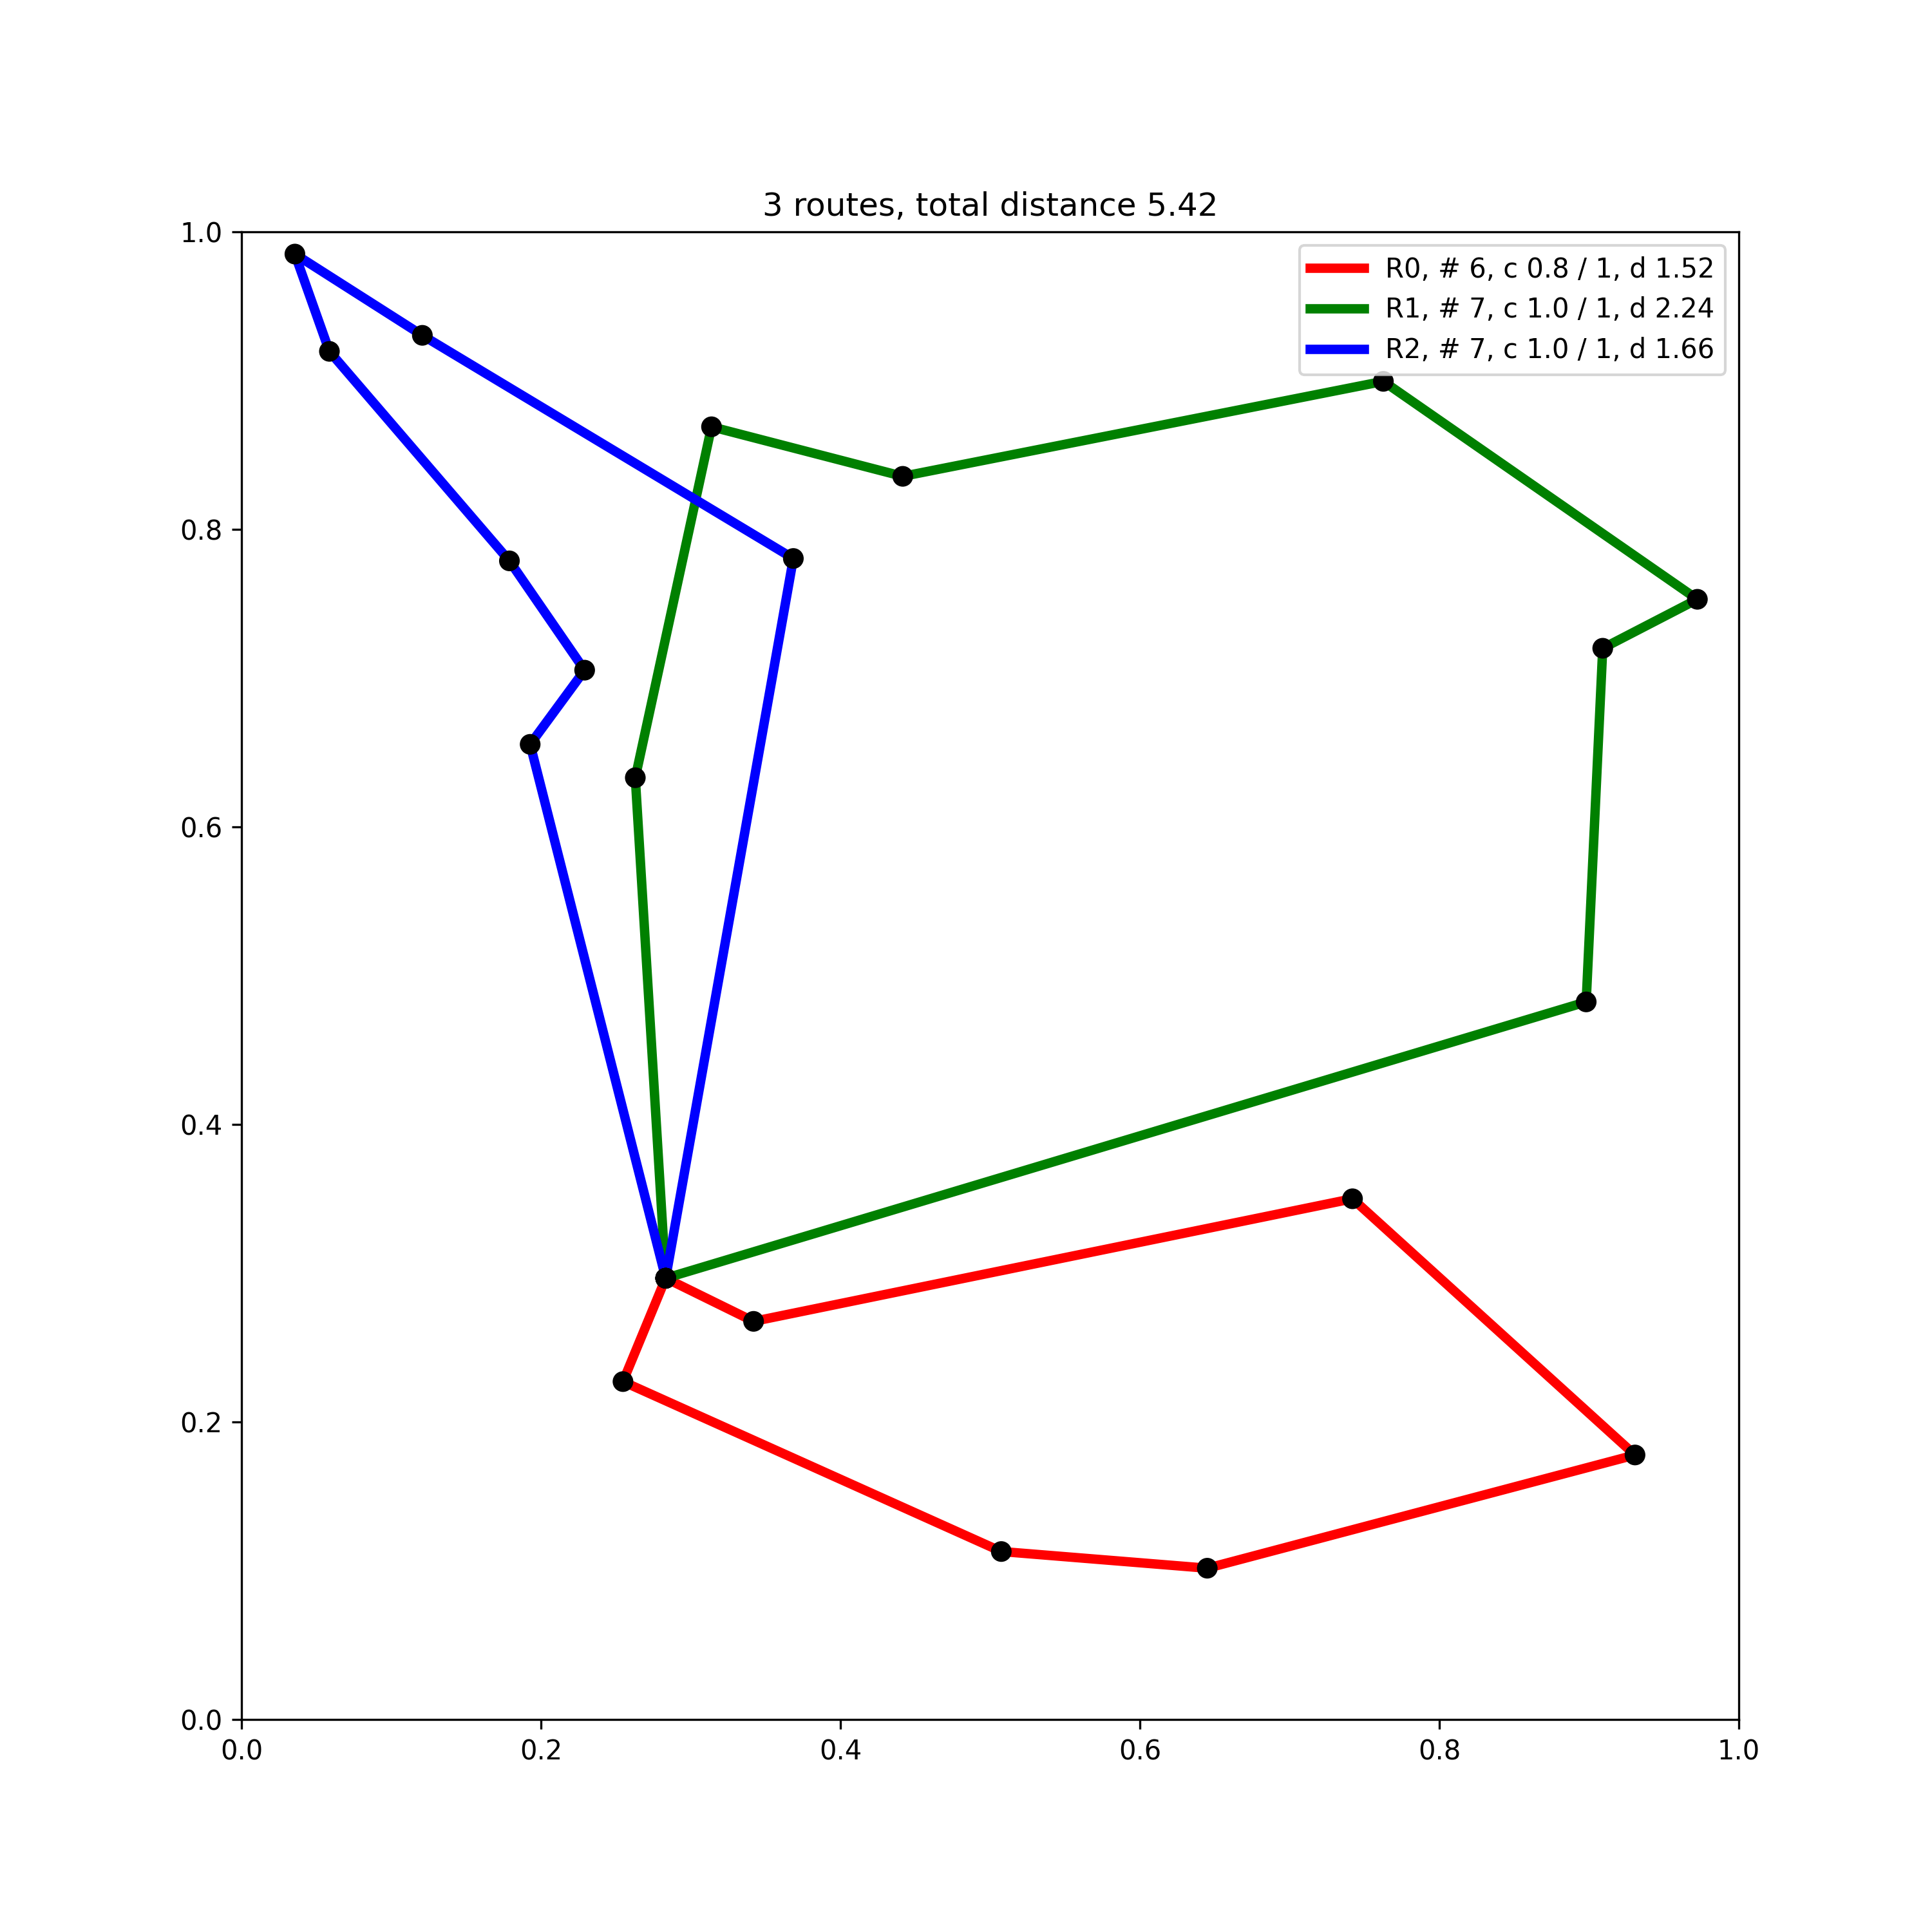 3 routes, total distance 5.42
R0, # 6, c 0.8 / 1, d 1.52
R1, # 7, c 1.0 / 1, d 2.24
R2, # 7, c 1.0 / 1, d 1.66
1.0
0.8
0.6
0.4
0.2
0.0
0.0 0.2 0.4 0.6 0.8 1.0